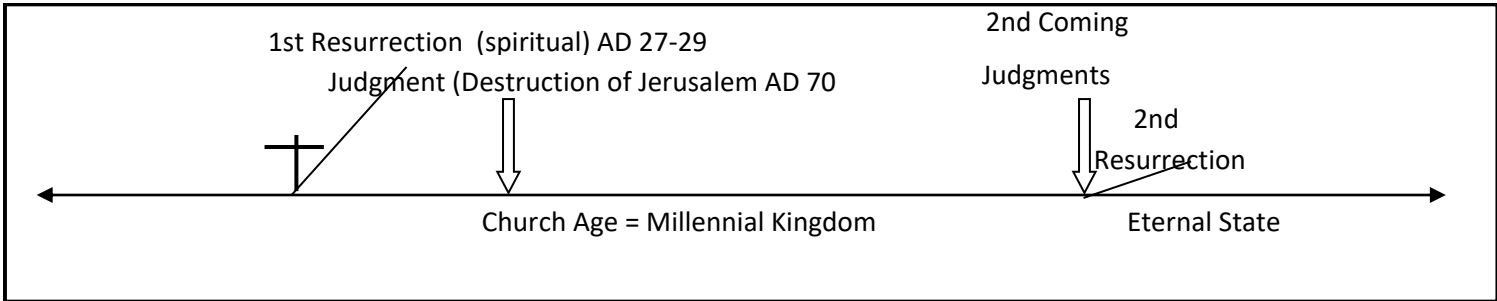 1st Resurrection (spiritual) AD 27-29
Judgment (Destruction of Jerusalem AD 70
2nd Coming
Judgments
2nd
Resurrection
Church Age = Millennial Kingdom
Eternal State